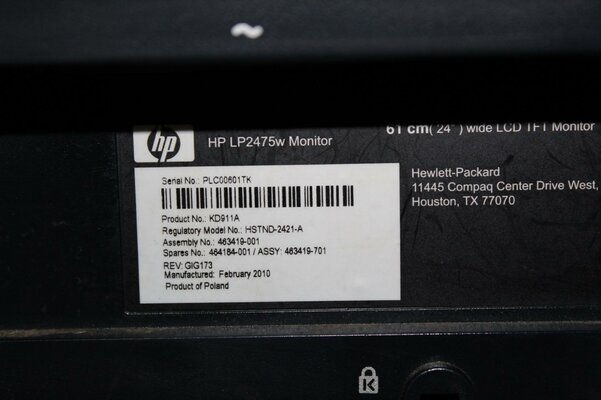 hp
HP LP2475w Monitor
61 cm( 24") wide LCD TFT Monitor
Serial No.: PLC00601TK
Product No.: KD911A
Regulatory Model No.: HSTND-2421-A
Assembly No.: 463419-001
Spares No.: 464184-001 / ASSY: 463419-701
REV: GIG173
Manufactured: February 2010
Product of Poland
Hewlett-Packard
11445 Compaq Center Drive West,
Houston, TX 77070
K